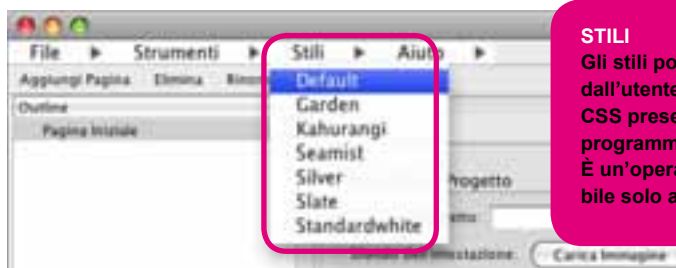 File ▶ Strumenti ▶ Stili ▶ Aiuto ▶
Aggiungi Pagina Elimina
Outline
Pagina Iniziale
Default
Garden
Kahurangi
Seamist
Silver
Slate
Standardwhite
Progetto
Carica Immagine
STILI
Gli stili po
dall'utente
CSS prese
programm
È un'opera
bile solo a